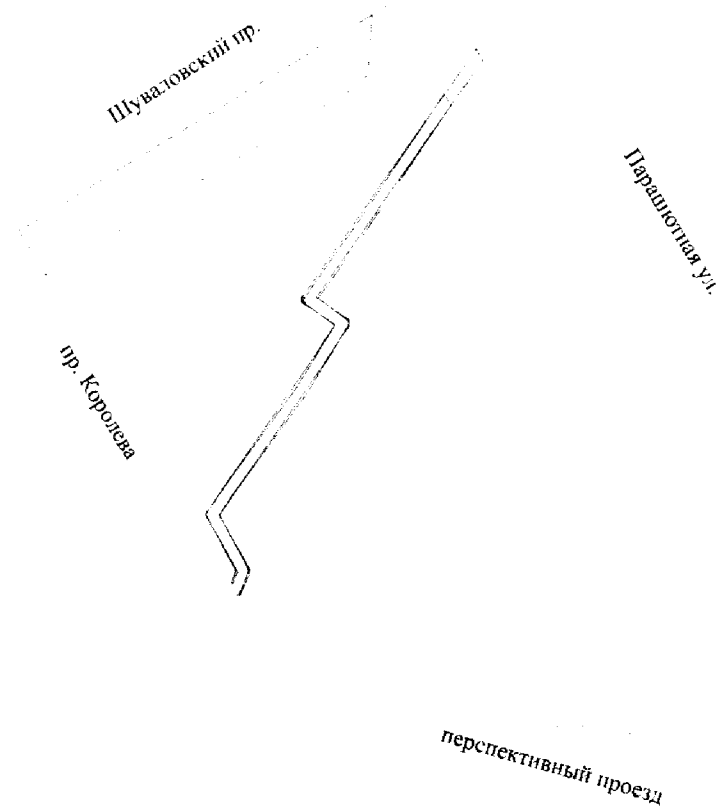 Шуваловский пр.
Парашютная ул.
пр. Королева
перспективный проезд